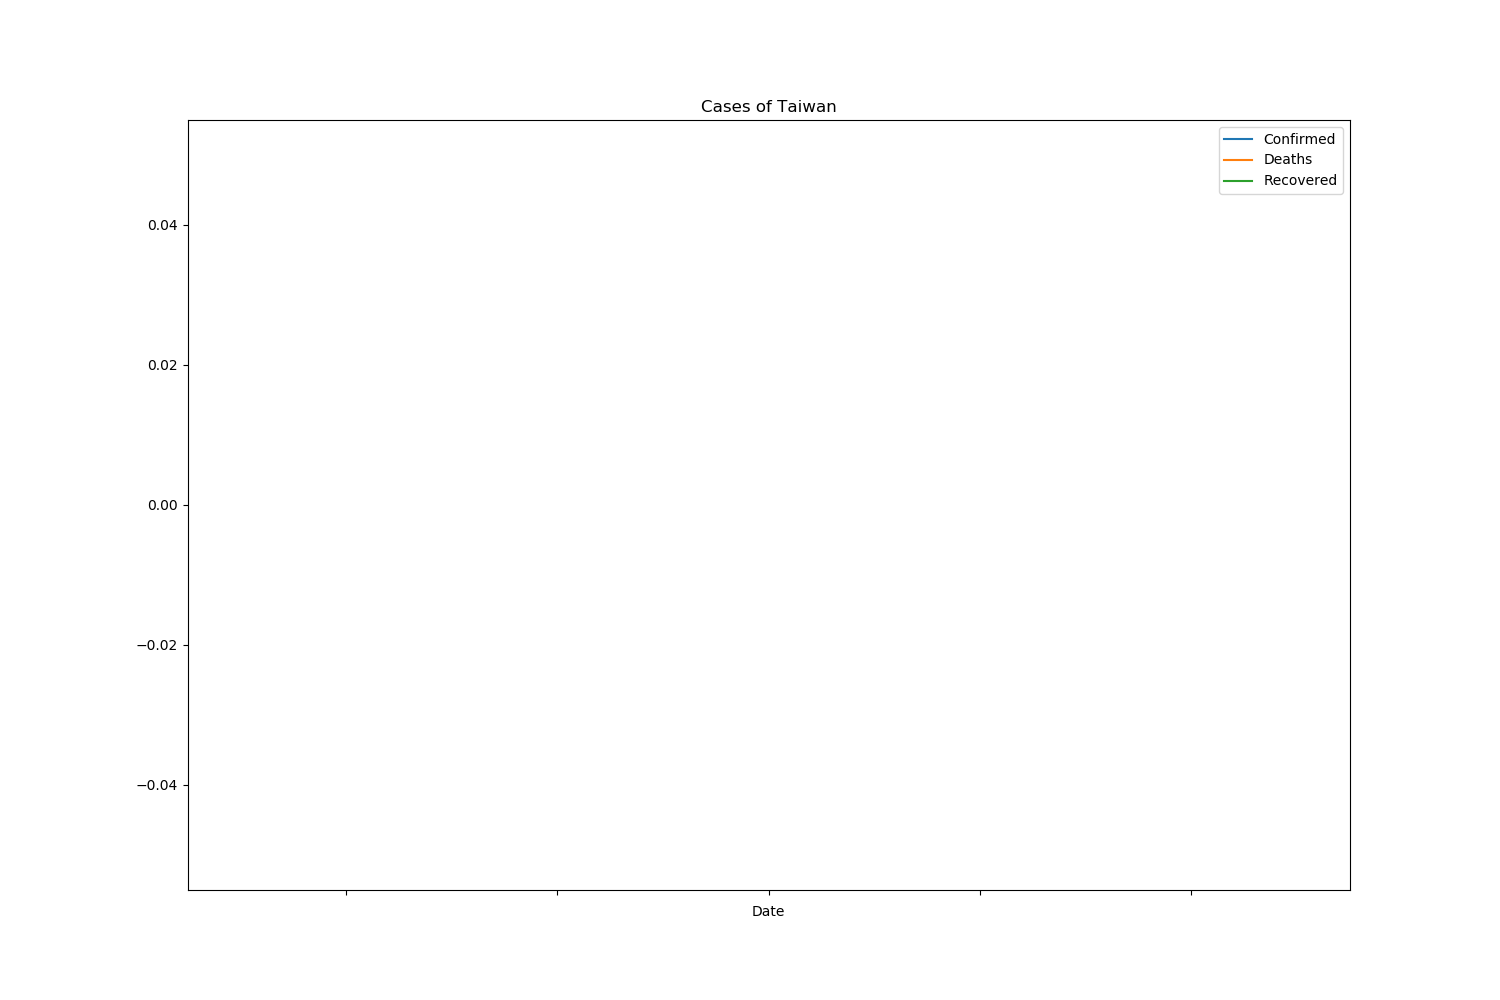 Cases of Taiwan
Confirmed
Deaths
Recovered
0.04
0.02
0.00
−0.02
−0.04
Date